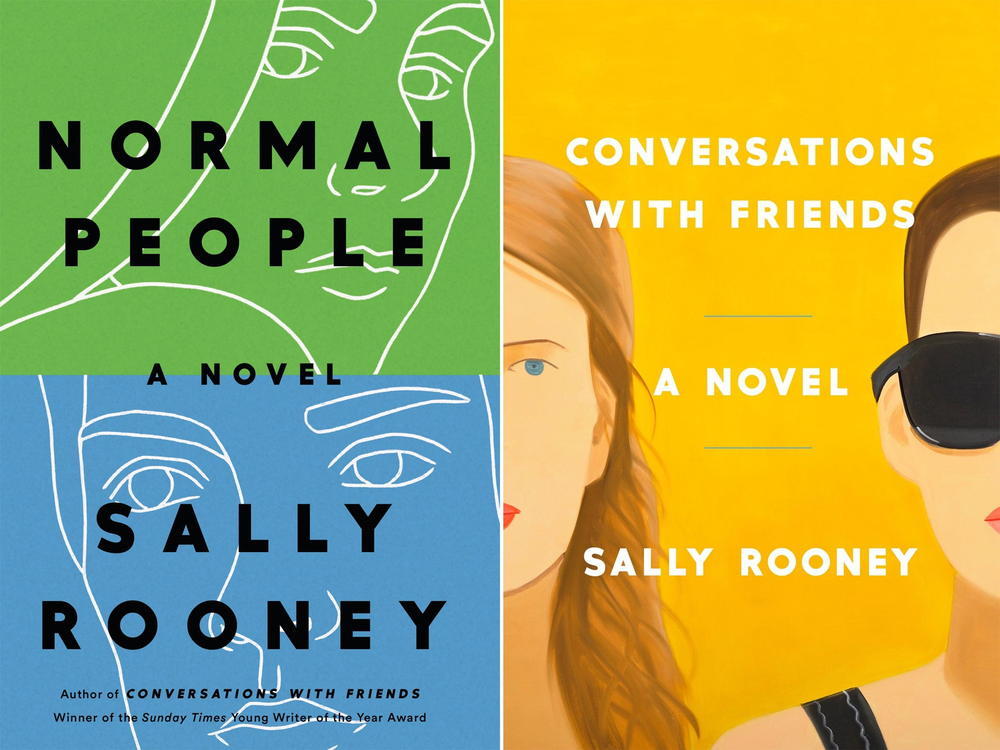 NORMAL
PEOPLE
A NOVEL
SALLY
ROONEY
Author of CONVERSATIONS WITH FRIENDS
Winner of the Sunday Times Young Writer of the Year Award
CONVERSATIONS
WITH FRIENDS
A NOVEL
SALLY ROONEY